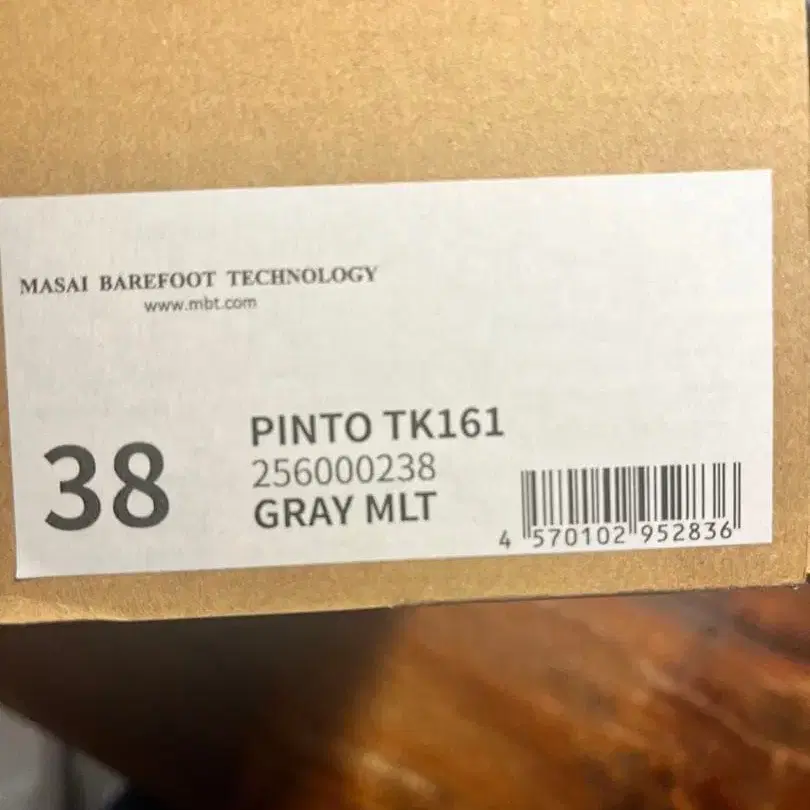 MASAI BAREFOOT TECHNOLOGY
www.mbt.com
38
PINTO TK161
256000238
GRAY MLT
4 570102 952836